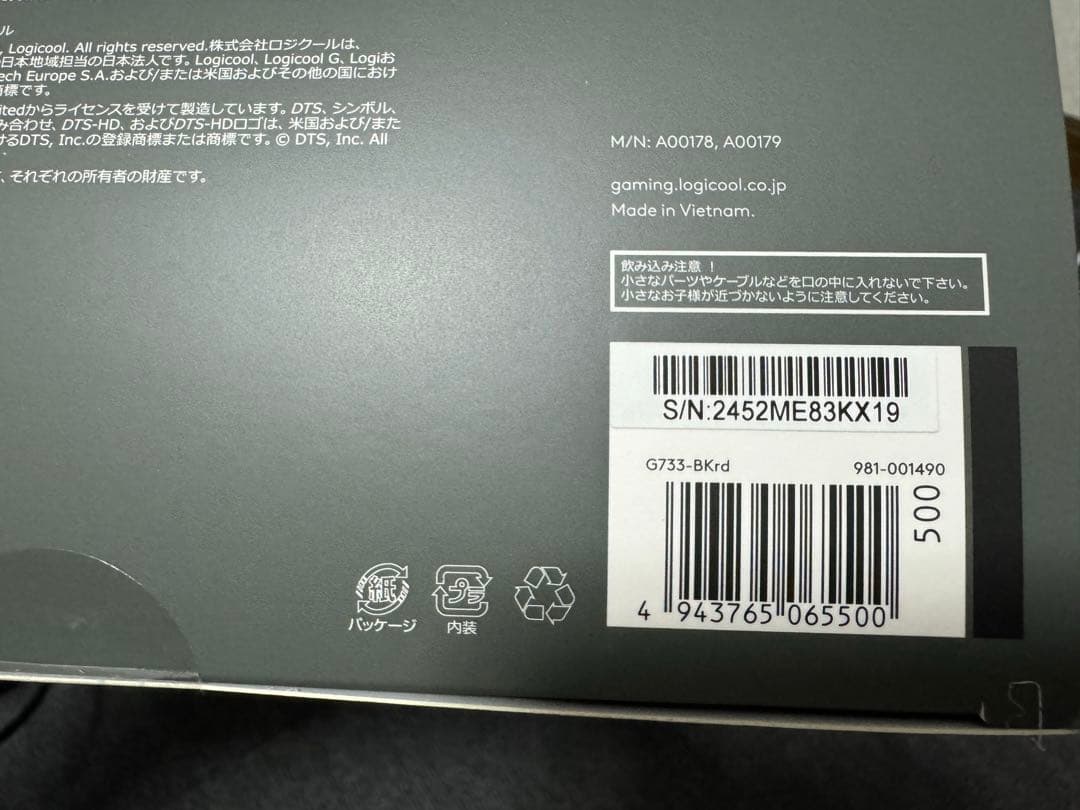 ル
, Logicool. All rights reserved.株式会社ロジクールは、
日本地域担当の日本法人です。Logicool、Logicool G、Logiお
tech Europe S.A.および/または米国およびその他の国におけ
商標です。
itedからライセンスを受けて製造しています。DTS、シンボル、
み合わせ、DTS-HD、およびDTS-HDロゴは、米国および/また
けるDTS, Inc.の登録商標または商標です。© DTS, Inc. All
、それぞれの所有者の財産です。
M/N: A00178, A00179
gaming.logicool.co.jp
Made in Vietnam.
飲み込み注意！
小さなパーツやケーブルなどを口の中に入れないで下さい。
小さなお子様が近づかないように注意してください。
S/N:2452ME83KX19
G733-BKrd 981-001490
500
4 943765 065500
紙
パッケージ
プラ
内装